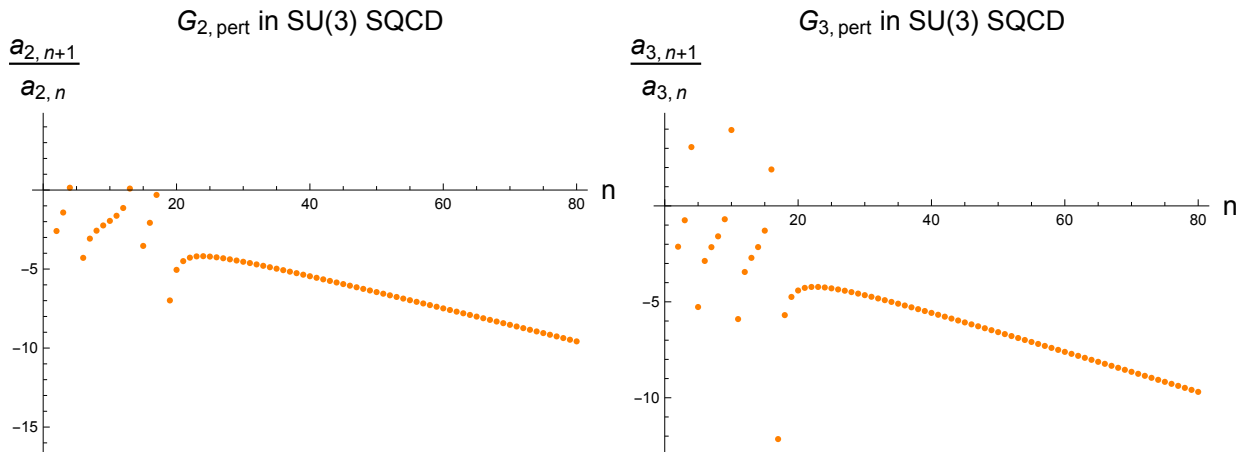 G2, pert in SU(3) SQCD
a2, n+1
a2, n
n
20
40
60
80
−5
−10
−15
G3, pert in SU(3) SQCD
a3, n+1
a3, n
n
20
40
60
80
−5
−10